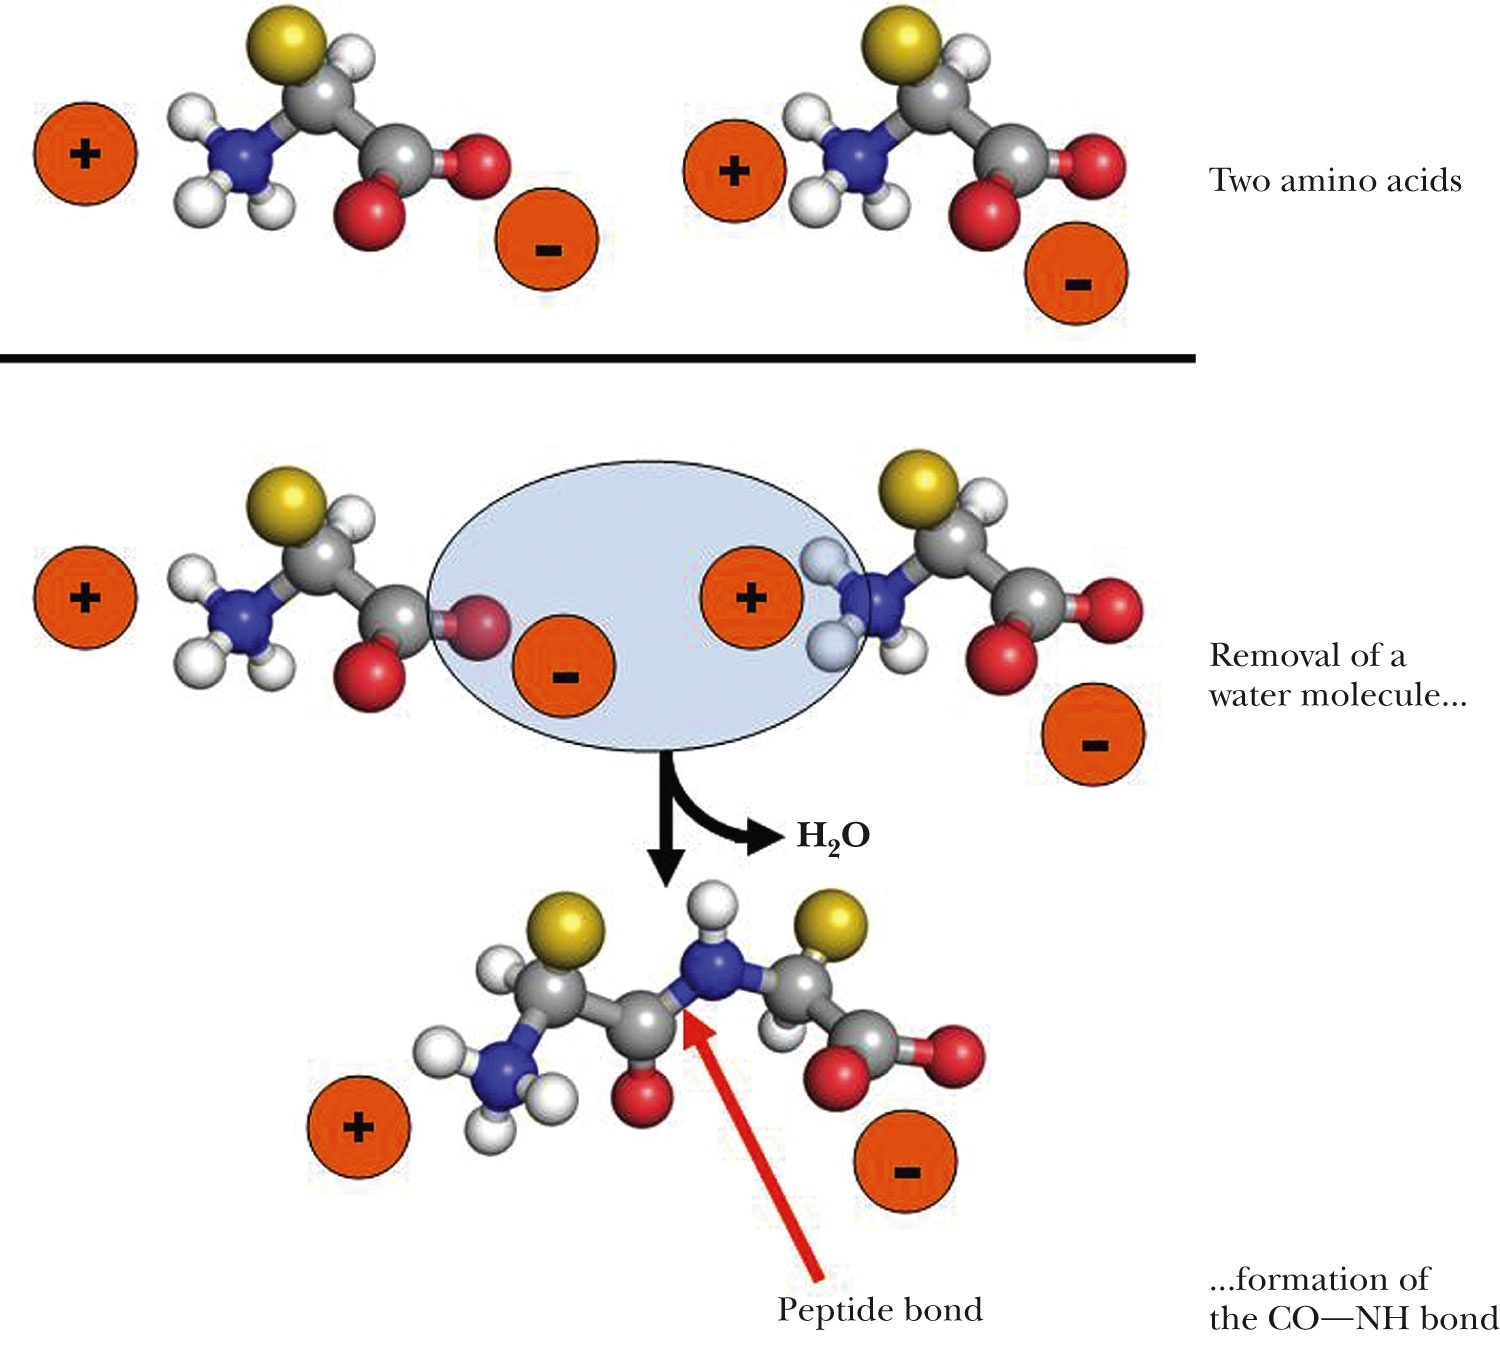 +
-
+
-
Two amino acids
+
-
+
-
Removal of a
water molecule...
H₂O
+
-
Peptide bond
...formation of
the CO—NH bond